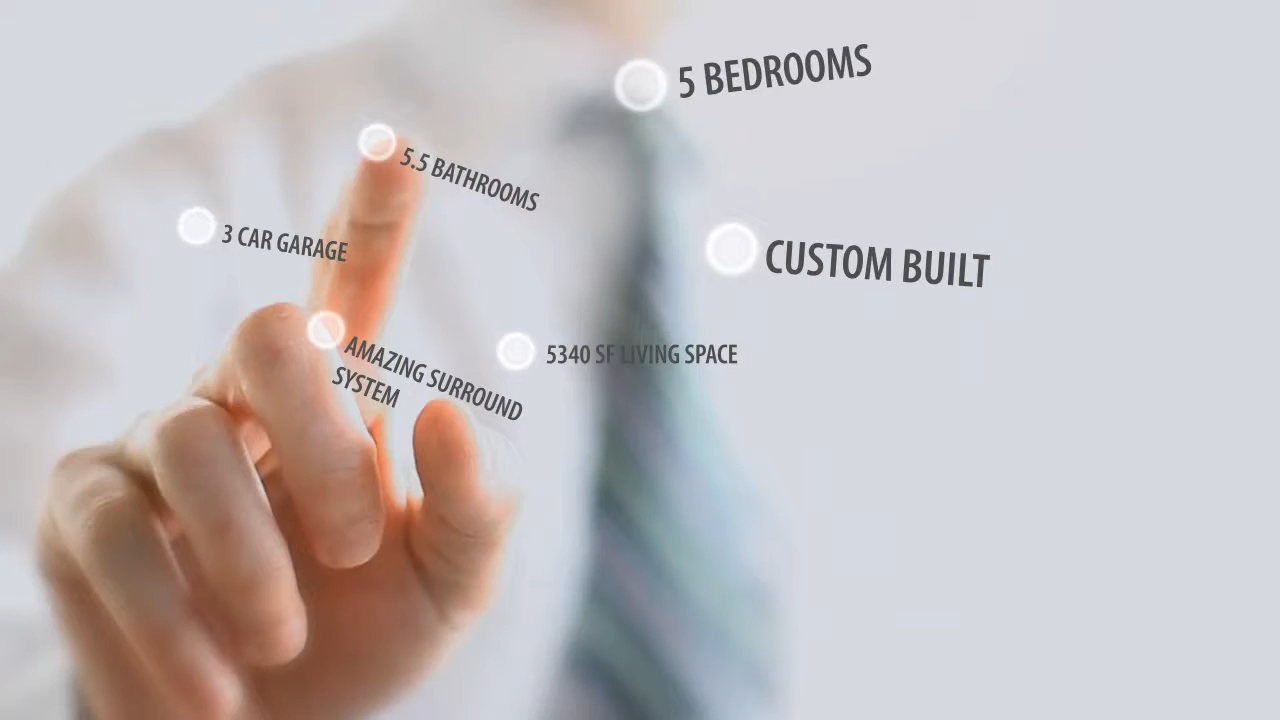 5 BEDROOMS
5.5 BATHROOMS
3 CAR GARAGE
CUSTOM BUILT
AMAZING SURROUND
SYSTEM
5340 SF LIVING SPACE